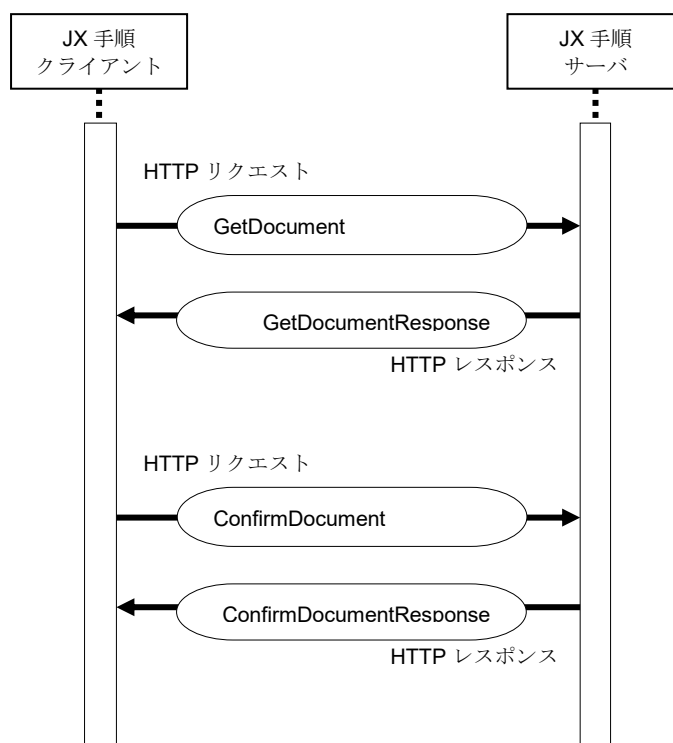 JX 手順
クライアント
JX 手順
サーバ
HTTP リクエスト
GetDocument
GetDocumentResponse
HTTP レスポンス
HTTP リクエスト
ConfirmDocument
ConfirmDocumentResponse
HTTP レスポンス